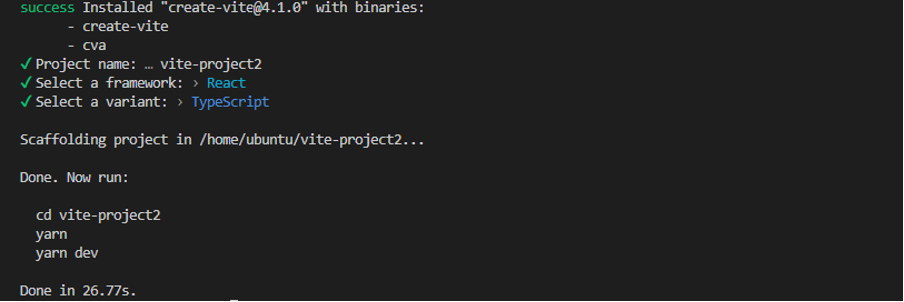 success Installed "create-vite@4.1.0" with binaries:
- create-vite
- cva
✓ Project name: … vite-project2
✓ Select a framework: › React
✓ Select a variant: › TypeScript
Scaffolding project in /home/ubuntu/vite-project2...
Done. Now run:
cd vite-project2
yarn
yarn dev
Done in 26.77s.